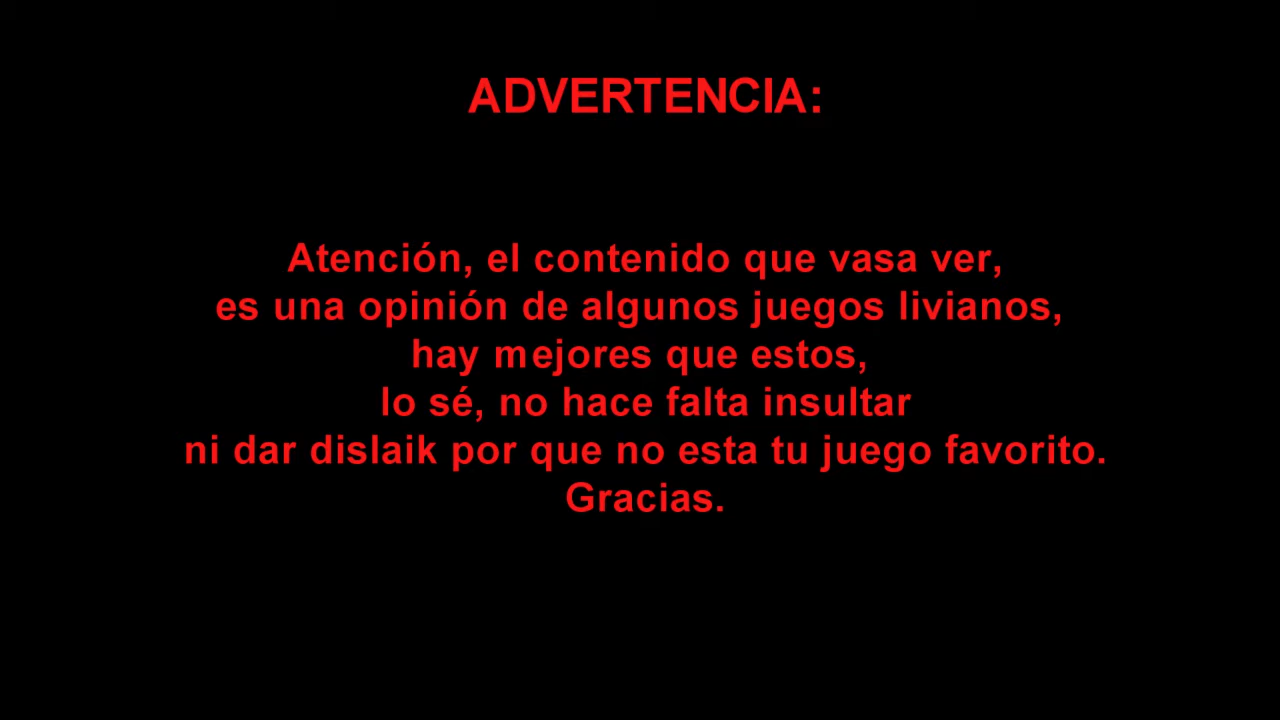 ADVERTENCIA:
Atención, el contenido que vasa ver,
es una opinión de algunos juegos livianos,
hay mejores que estos,
lo sé, no hace falta insultar
ni dar dislaik por que no esta tu juego favorito.
Gracias.